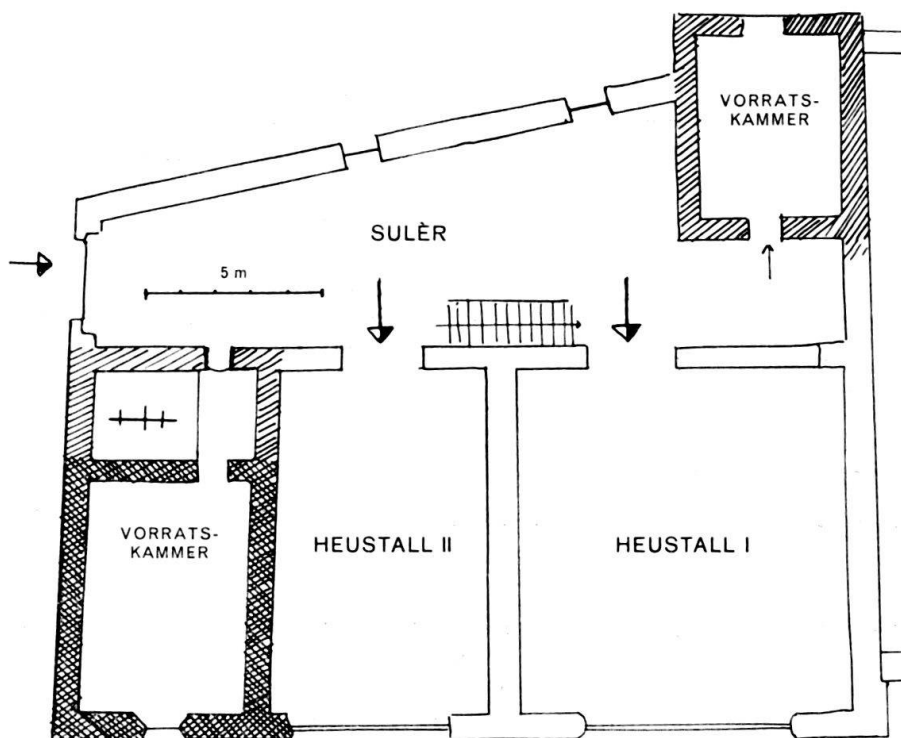 VORRATS-
KAMMER
SULÈR
5 m
VORRATS-
KAMMER
HEUSTALL II
HEUSTALL I